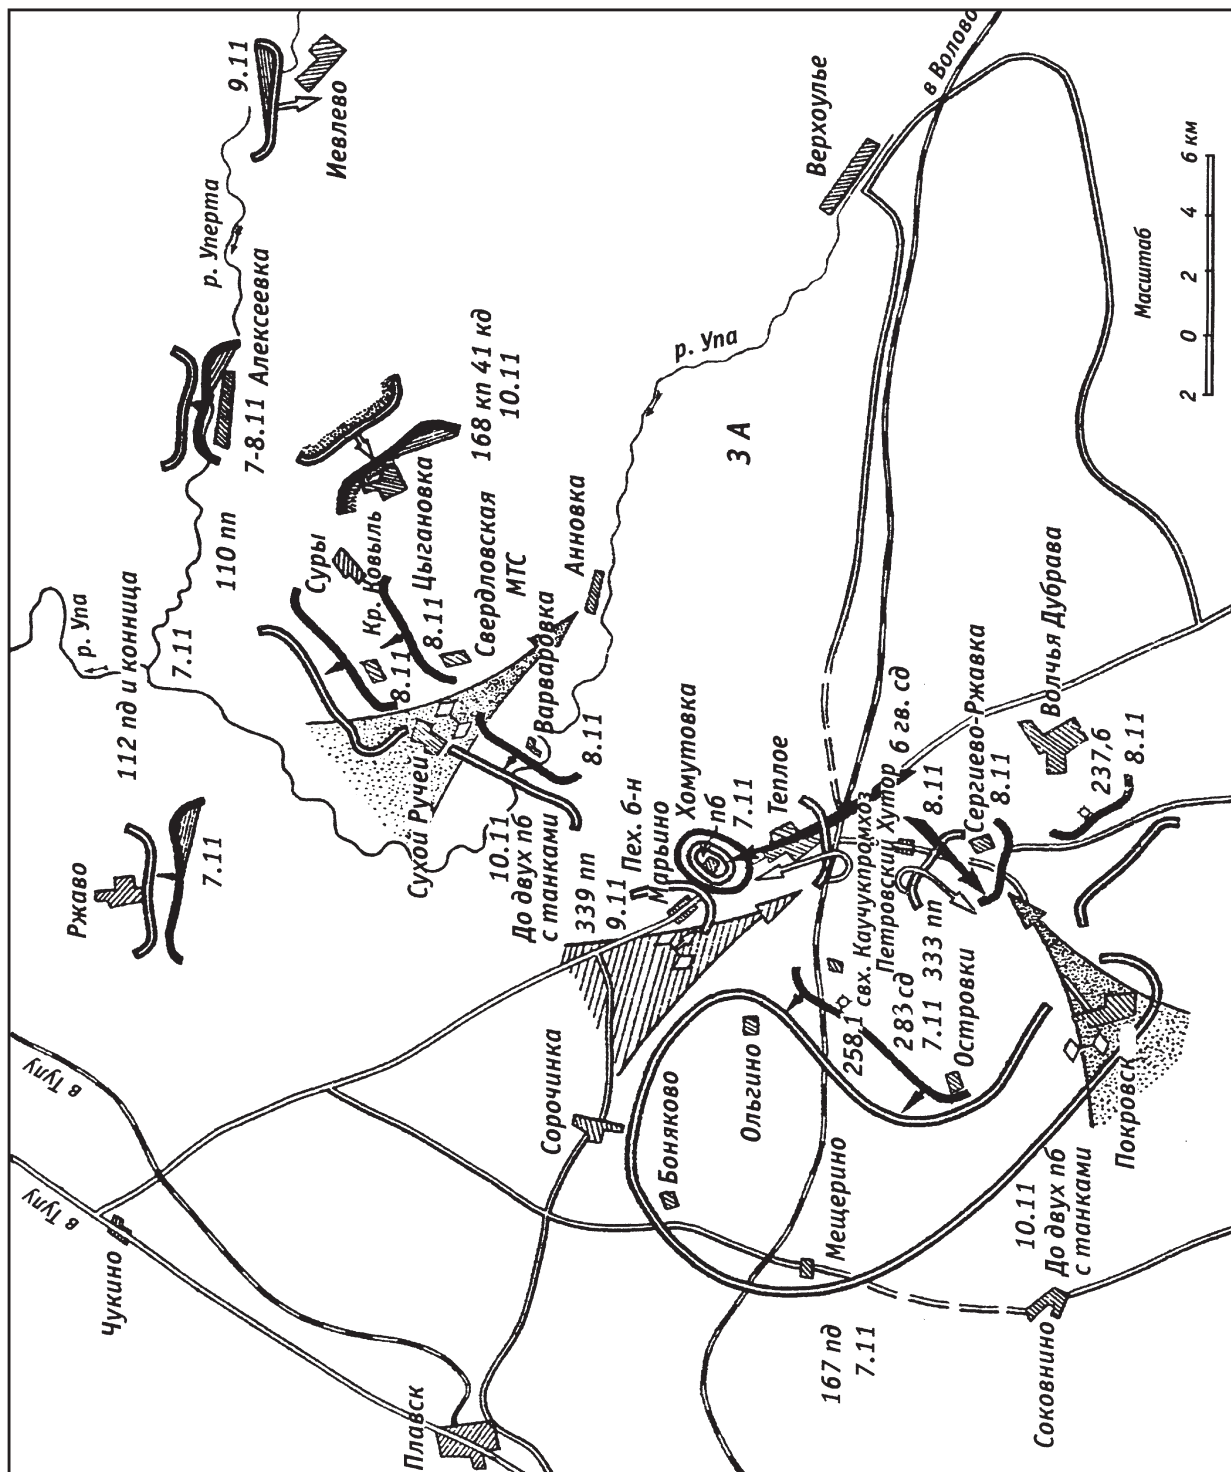 Плавск
Чукино
в Тулу
в Тулу
Ржаво
7.11
112 пд и конница
7.11
р. Упа
110 пп
7-8.11 Алексеевка
р. Уперта
9.11
Иевлево
Суры
Кр. Ковыль
8.11
8.11 Цыгановка
168 кп 41 кд
10.11
Свердловская
МТС
Анновка
Варваровка
8.11
Сухой Ручей
10.11
До двух пб
с танками
339 пп
9.11
Пех. б-н
Марьино
Хомутовка
пб
7.11
Теплое
р. Упа
3 А
Верхоулье
в Волово
Сорочинка
Боняково
Ольгино
Мещерино
167 пд
7.11
258,1
свх. Каучукпромхоз
Петровский Хутор
6 гв. сд
8.11
283 сд
7.11 333 пп
Островки
Сергиево-Ржавка
8.11
Волчья Дубрава
237,6
8.11
Соковнино
10.11
До двух пб
с танками
Покровск
Масштаб
2 0 2 4 6 км